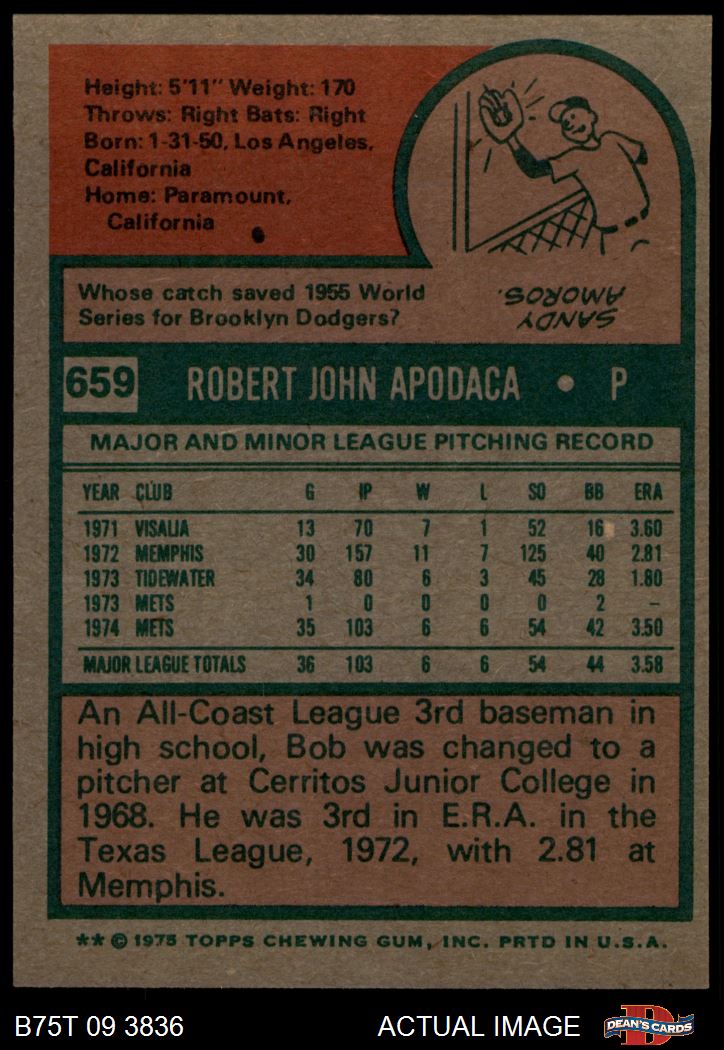 Height: 5'11" Weight: 170
Throws: Right Bats: Right
Born: 1-31-50, Los Angeles,
California
Home: Paramount,
California
Whose catch saved 1955 World
Series for Brooklyn Dodgers?
SANDY
AMOROS.
659 ROBERT JOHN APODACA • P
MAJOR AND MINOR LEAGUE PITCHING RECORD
YEAR CLUB G IP W L SO BB ERA
1971 VISALIA 13 70 7 1 52 16 3.60
1972 MEMPHIS 30 157 11 7 125 40 2.81
1973 TIDEWATER 34 80 6 3 45 28 1.80
1973 METS 1 0 0 0 0 2 –
1974 METS 35 103 6 6 54 42 3.50
MAJOR LEAGUE TOTALS 36 103 6 6 54 44 3.58
An All-Coast League 3rd baseman in
high school, Bob was changed to a
pitcher at Cerritos Junior College in
1968. He was 3rd in E.R.A. in the
Texas League, 1972, with 2.81 at
Memphis.
** © 1975 TOPPS CHEWING GUM, INC. PRTD IN U.S.A.
B75T 09 3836 ACTUAL IMAGE DEAN'S CARDS